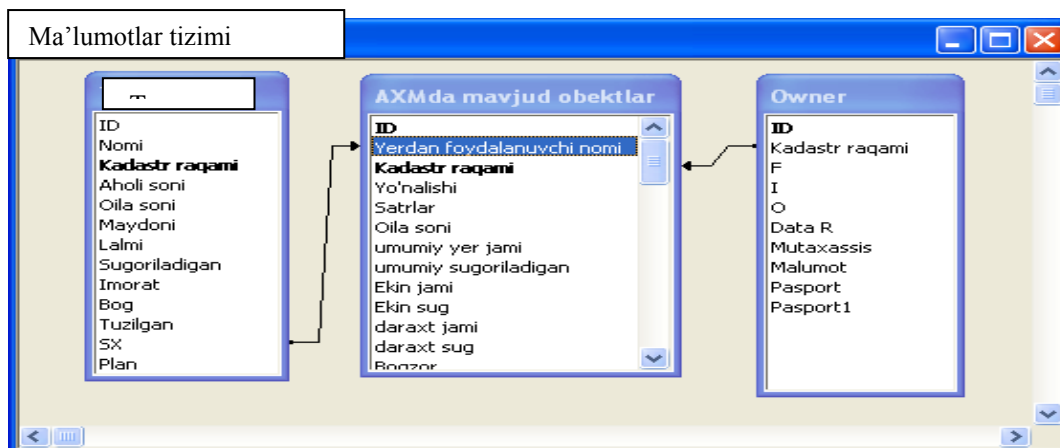 Ma’lumotlar tizimi
ID
Nomi
Kadastr raqami
Aholi soni
Oila soni
Maydoni
Lalmi
Sugoriladigan
Imorat
Bog
Tuzilgan
SX
Plan
AXMda mavjud obektlar
ID
Yerdan foydalanuvchi nomi
Kadastr raqami
Yo'nalishi
Satrlar
Oila soni
umumiy yer jami
umumiy sugoriladigan
Ekin jami
Ekin sug
daraxt jami
daraxt sug
Bogzor
Owner
ID
Kadastr raqami
F
I
O
Data R
Mutaxassis
Malumot
Pasport
Pasport1